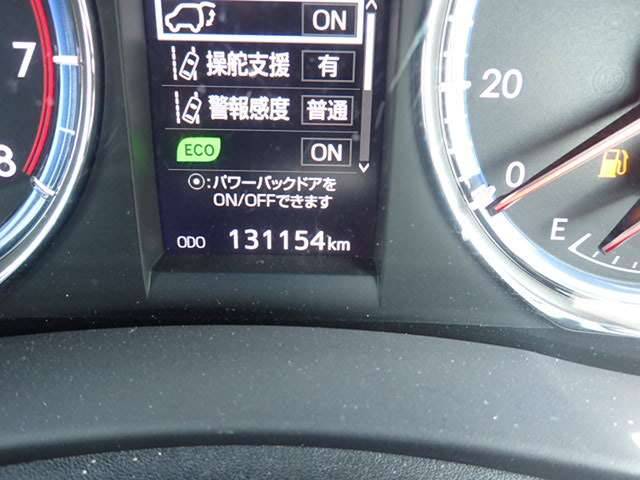 ON
操舵支援 有
警報感度 普通
ECO ON
⦿:パワーバックドアを
ON/OFFできます
ODO 131154km
7
8
20
0
E